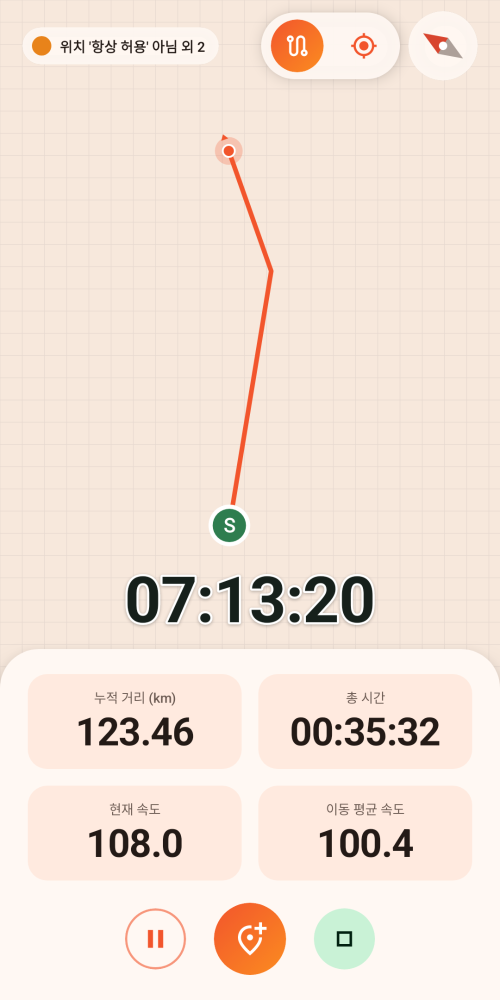 위치 '항상 허용' 아님 외 2
S
07:13:20
누적 거리 (km)
123.46
총 시간
00:35:32
현재 속도
108.0
이동 평균 속도
100.4